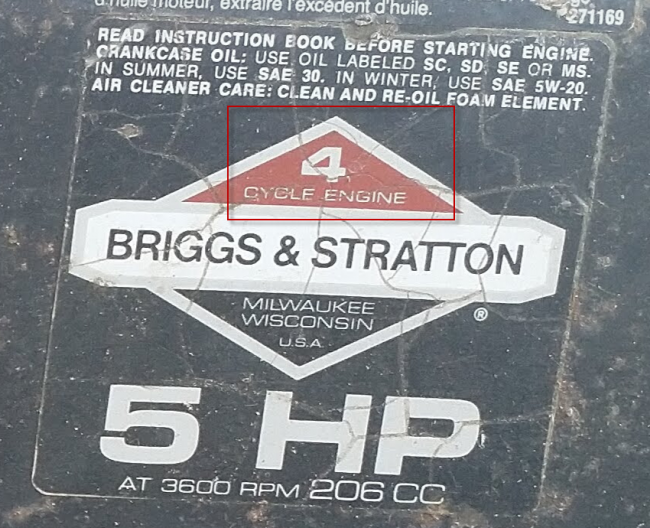 d'huile moteur, extraire l'excédent d'huile.
271169
READ INSTRUCTION BOOK BEFORE STARTING ENGINE.
CRANKCASE OIL: USE OIL LABELED SC, SD, SE OR MS.
IN SUMMER, USE SAE 30. IN WINTER, USE SAE 5W-20.
AIR CLEANER CARE: CLEAN AND RE-OIL FOAM ELEMENT.
4
CYCLE ENGINE
BRIGGS & STRATTON
MILWAUKEE
WISCONSIN
U.S.A.
®
5 HP
AT 3600 RPM 206 CC